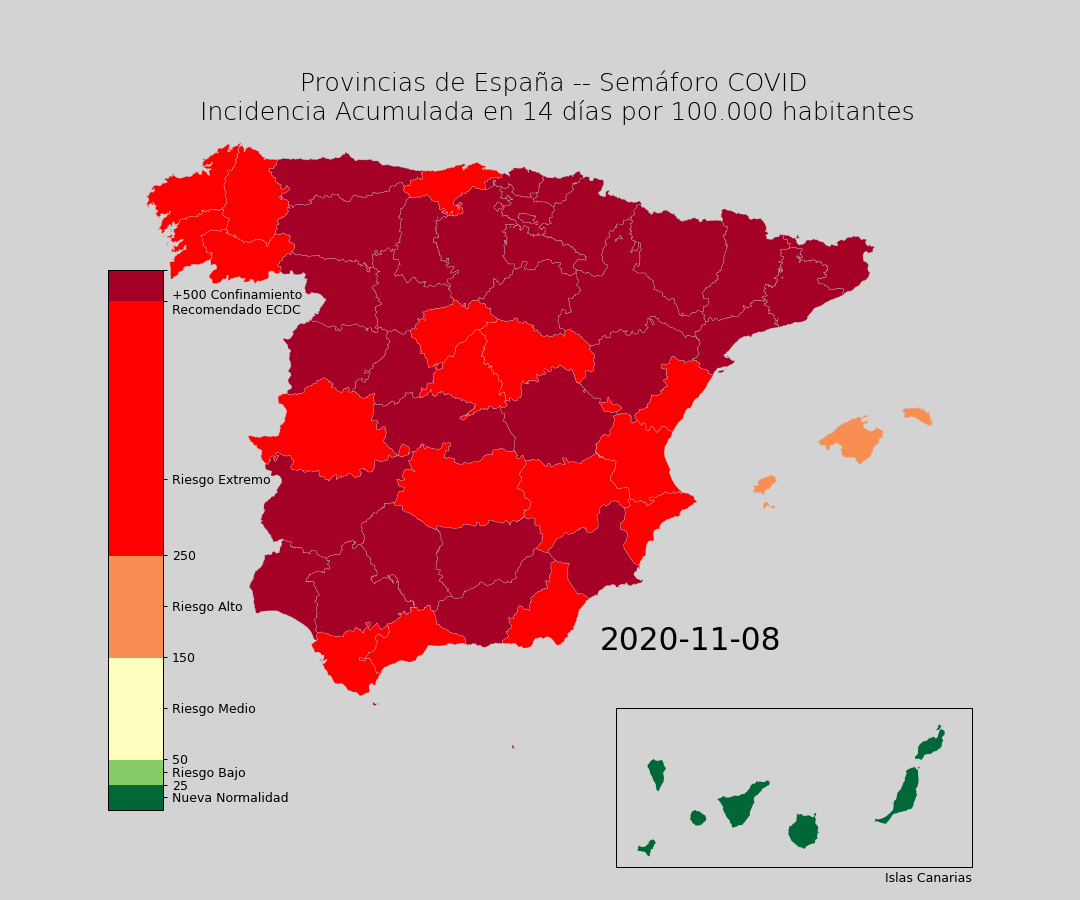 Provincias de España -- Semáforo COVID
Incidencia Acumulada en 14 días por 100.000 habitantes
+500 Confinamiento
Recomendado ECDC
Riesgo Extremo
250
Riesgo Alto
150
Riesgo Medio
50
Riesgo Bajo
25
Nueva Normalidad
2020-11-08
Islas Canarias